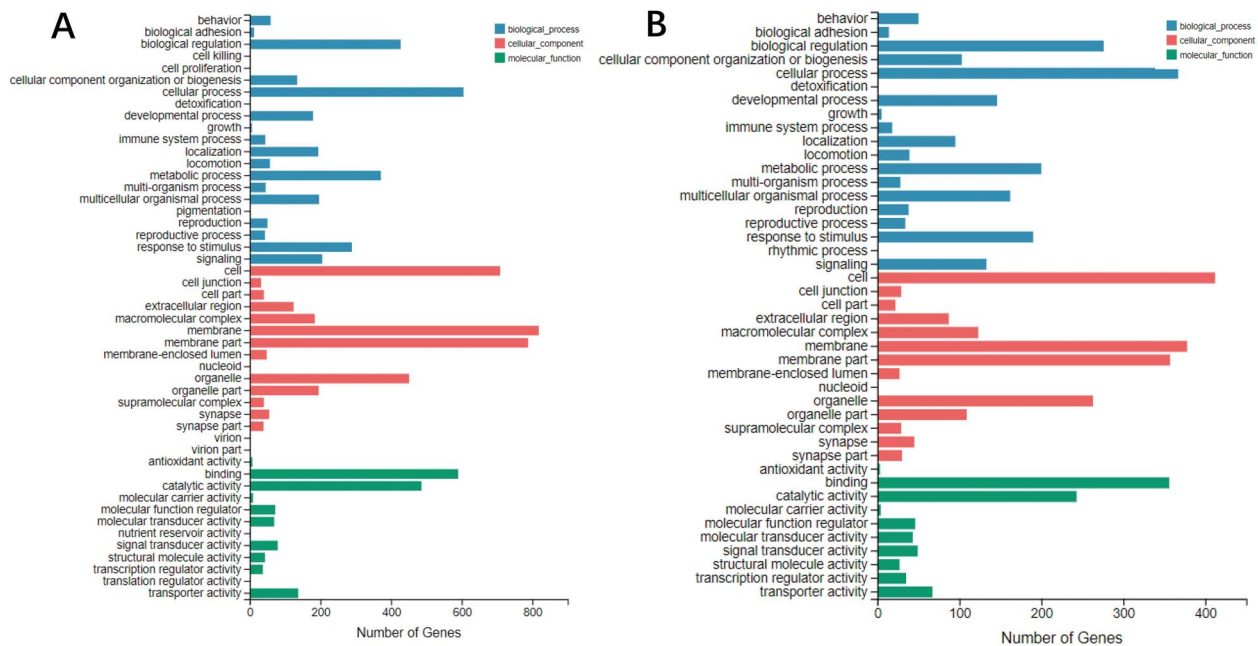 A
behavior
biological adhesion
biological regulation
cell killing
cell proliferation
cellular component organization or biogenesis
cellular process
detoxification
developmental process
growth
immune system process
localization
locomotion
metabolic process
multi-organism process
multicellular organismal process
pigmentation
reproduction
reproductive process
response to stimulus
signaling
cell
cell junction
cell part
extracellular region
macromolecular complex
membrane
membrane part
membrane-enclosed lumen
nucleoid
organelle
organelle part
supramolecular complex
synapse
synapse part
virion
virion part
antioxidant activity
binding
catalytic activity
molecular carrier activity
molecular function regulator
molecular transducer activity
nutrient reservoir activity
signal transducer activity
structural molecule activity
transcription regulator activity
translation regulator activity
transporter activity
0 200 400 600 800
Number of Genes
biological_process
cellular_component
molecular_function
B
behavior
biological adhesion
biological regulation
cellular component organization or biogenesis
cellular process
detoxification
developmental process
growth
immune system process
localization
locomotion
metabolic process
multi-organism process
multicellular organismal process
reproduction
reproductive process
response to stimulus
rhythmic process
signaling
cell
cell junction
cell part
extracellular region
macromolecular complex
membrane
membrane part
membrane-enclosed lumen
nucleoid
organelle
organelle part
supramolecular complex
synapse
synapse part
antioxidant activity
binding
catalytic activity
molecular carrier activity
molecular function regulator
molecular transducer activity
signal transducer activity
structural molecule activity
transcription regulator activity
transporter activity
0 100 200 300 400
Number of Genes
biological_process
cellular_component
molecular_function